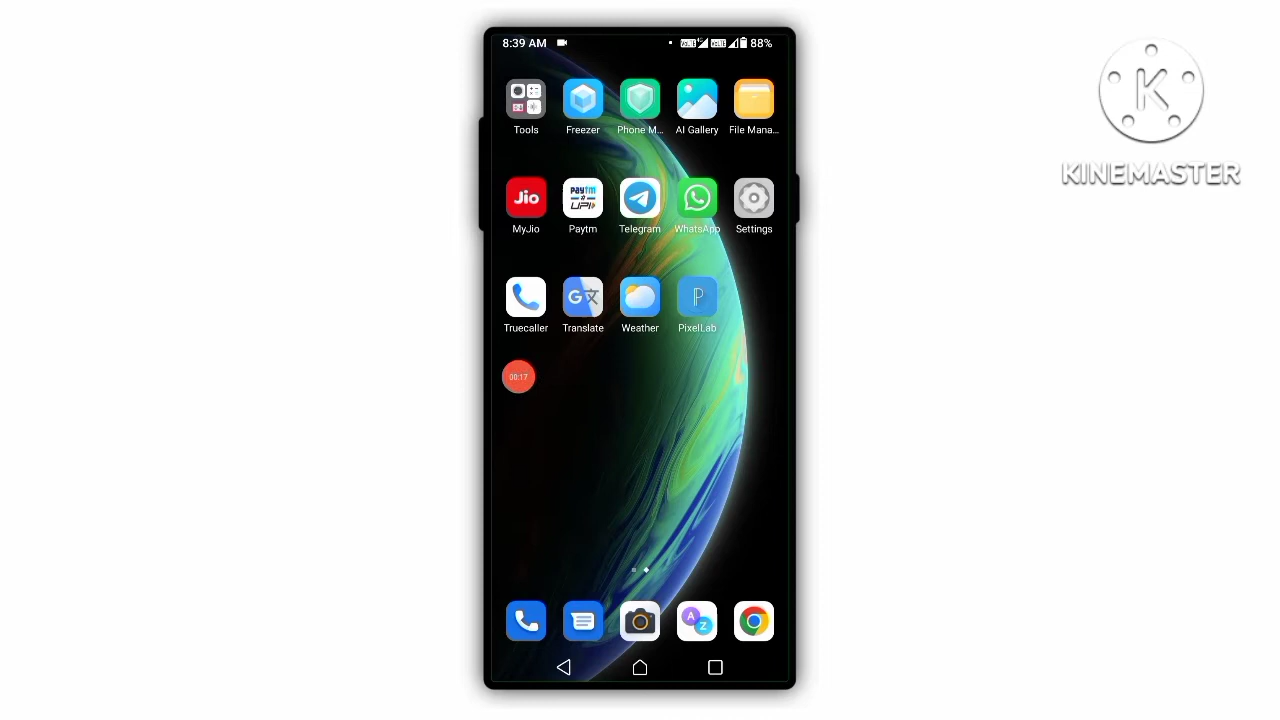 8:39 AM
88%
K
KINEMASTER
Tools
Freezer
Phone M...
AI Gallery
File Mana...
Jio
Paytm
UPI
MyJio
Paytm
Telegram
WhatsApp
Settings
G
P
Truecaller
Translate
Weather
PixelLab
00:17
A
Z